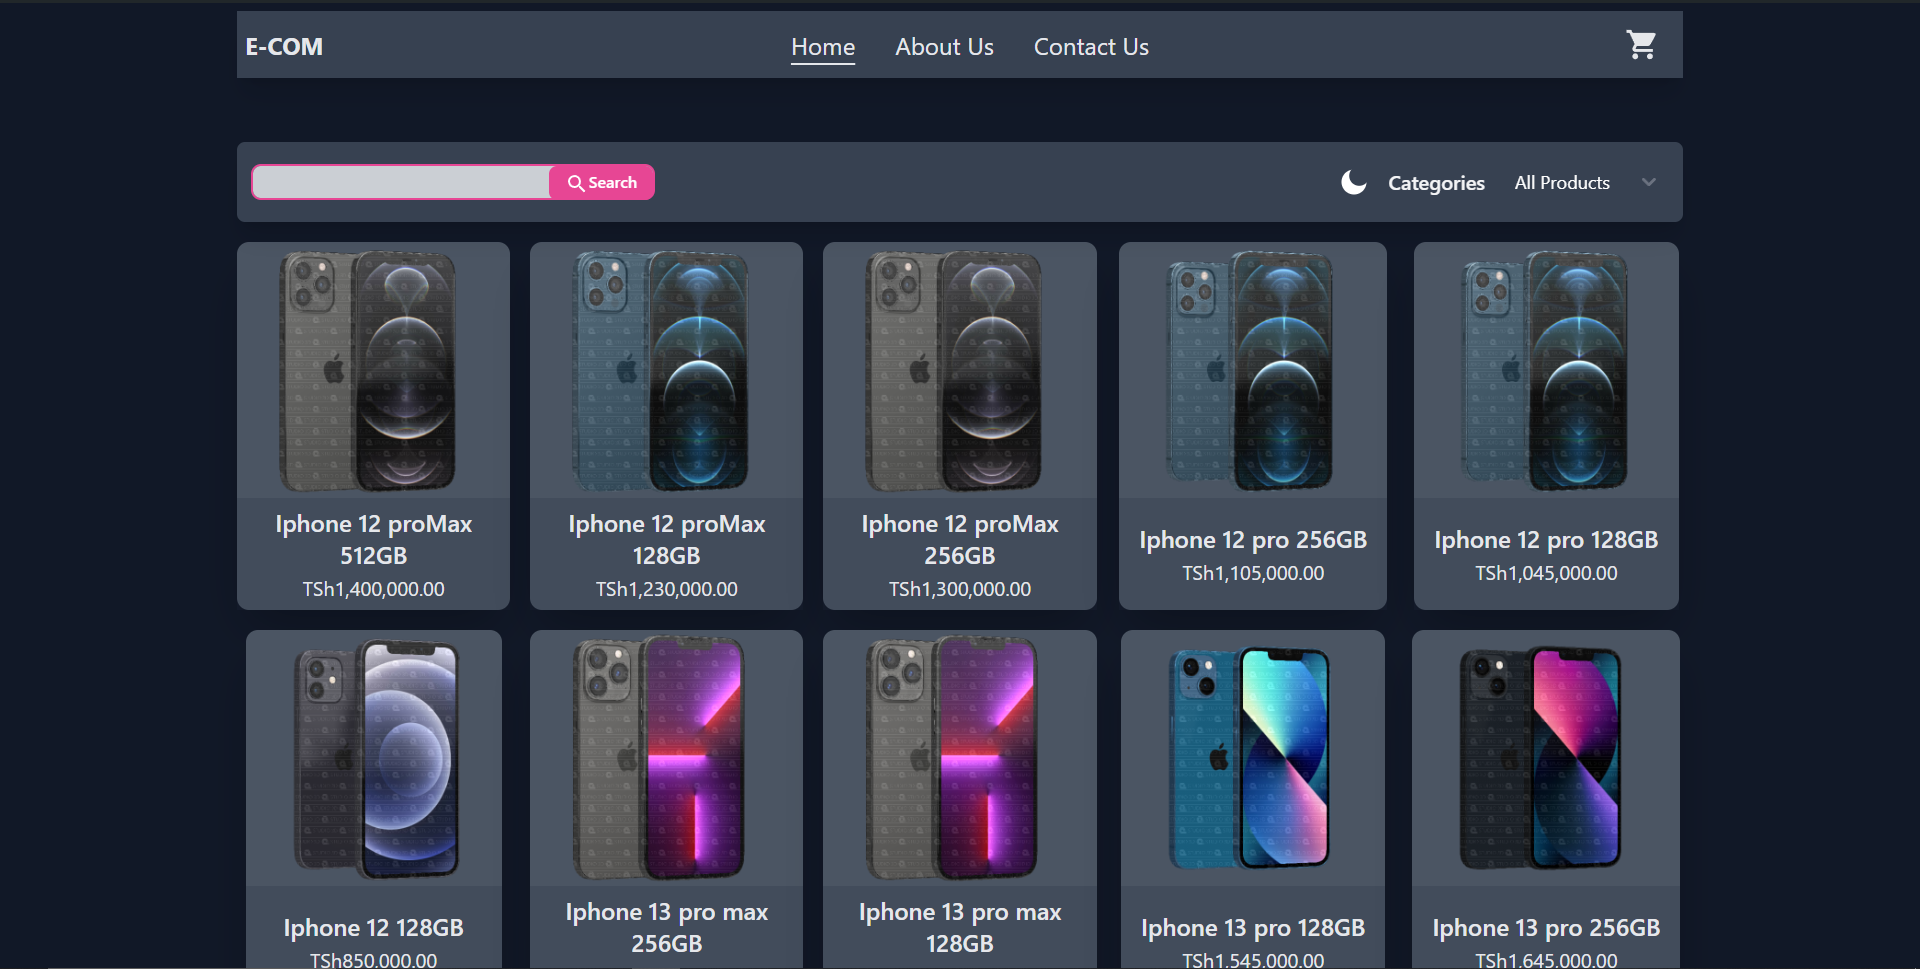 E-COM
Home About Us Contact Us
Search
Categories All Products
Iphone 12 proMax
512GB
TSh1,400,000.00
Iphone 12 proMax
128GB
TSh1,230,000.00
Iphone 12 proMax
256GB
TSh1,300,000.00
Iphone 12 pro 256GB
TSh1,105,000.00
Iphone 12 pro 128GB
TSh1,045,000.00
Iphone 12 128GB
TSh850,000.00
Iphone 13 pro max
256GB
Iphone 13 pro max
128GB
Iphone 13 pro 128GB
TSh1,545,000.00
Iphone 13 pro 256GB
TSh1,645,000.00